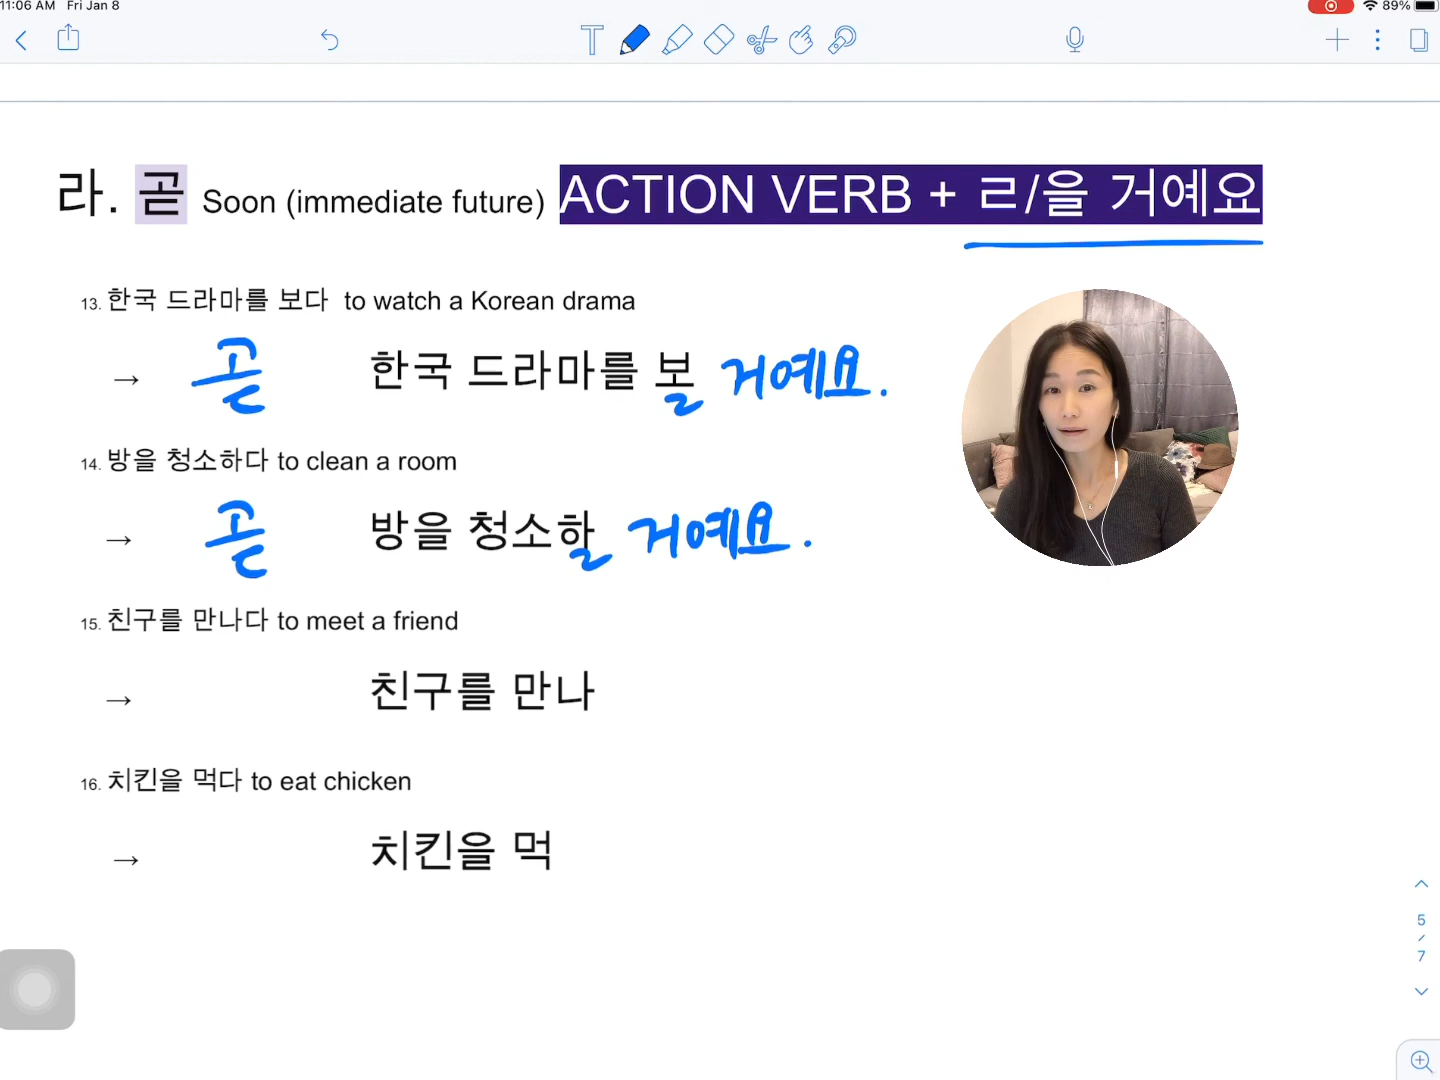 11:06 AM Fri Jan 8 89%
라. 곧 Soon (immediate future) ACTION VERB + ㄹ/을 거예요
13. 한국 드라마를 보다 to watch a Korean drama
→ 곧 한국 드라마를 볼 거예요.
14. 방을 청소하다 to clean a room
→ 곧 방을 청소할 거예요.
15. 친구를 만나다 to meet a friend
→ 친구를 만나
16. 치킨을 먹다 to eat chicken
→ 치킨을 먹
5
/
7